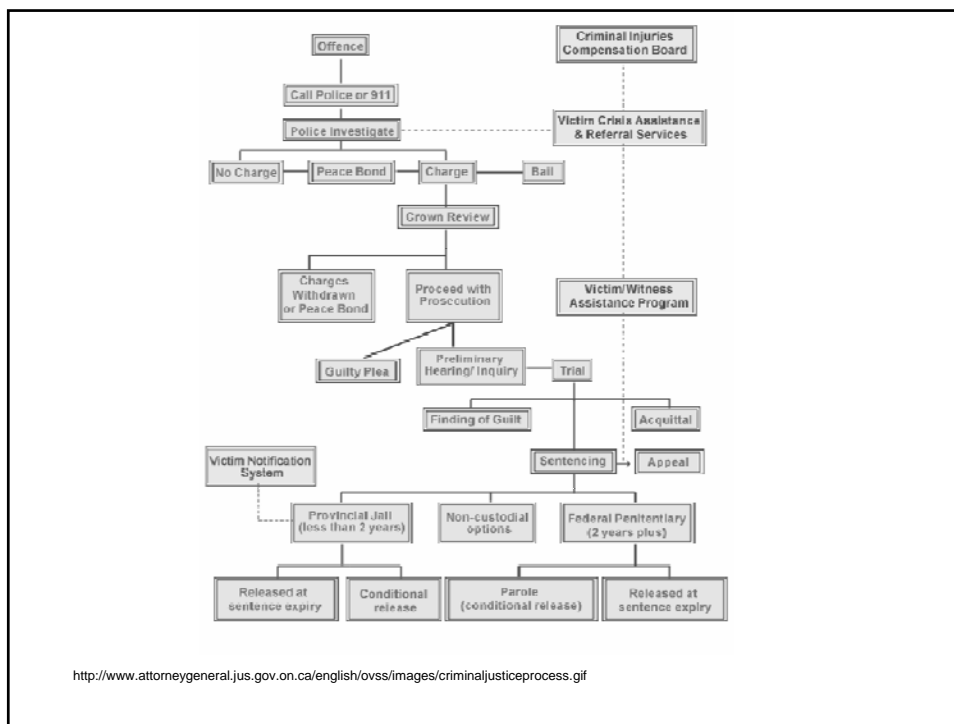 Offence
Criminal Injuries
Compensation Board
Call Police or 911
Victim Crisis Assistance
& Referral Services
Police Investigate
No Charge
Peace Bond
Charge
Bail
Crown Review
Charges
Withdrawn
or Peace Bond
Proceed with
Prosecution
Victim/Witness
Assistance Program
Guilty Plea
Preliminary
Hearing/ Inquiry
Trial
Finding of Guilt
Acquittal
Victim Notification
System
Sentencing
Appeal
Provincial Jail
(less than 2 years)
Non-custodial
options
Federal Penitentiary
(2 years plus)
Released at
sentence expiry
Conditional
release
Parole
(conditional release)
Released at
sentence expiry
http://www.attorneygeneral.jus.gov.on.ca/english/ovss/images/criminaljusticeprocess.gif